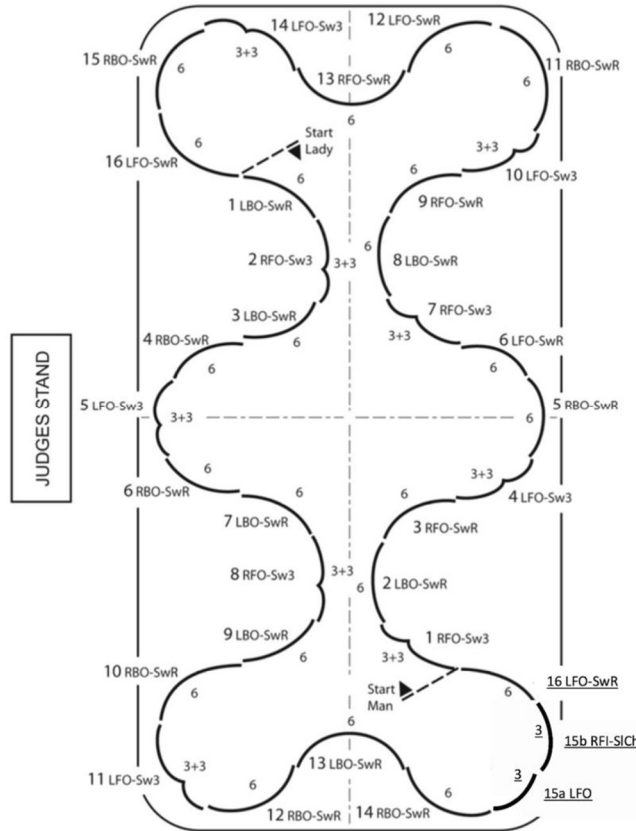 14 LFO-Sw3
12 LFO-SwR
15 RBO-SwR
3+3
6
11 RBO-SwR
6
13 RFO-SwR
6
6
6
Start
Lady
3+3
16 LFO-SwR
6
10 LFO-Sw3
6
1 LBO-SwR
9 RFO-SwR
6
2 RFO-Sw3
3+3
8 LBO-SwR
3 LBO-SwR
7 RFO-Sw3
4 RBO-SwR
6
3+3
6 LFO-SwR
6
6
JUDGES STAND
5 LFO-Sw3
3+3
6
5 RBO-SwR
6
3+3
6 RBO-SwR
6
6
4 LFO-Sw3
7 LBO-SwR
3 RFO-SwR
8 RFO-Sw3
3+3
6
2 LBO-SwR
9 LBO-SwR
1 RFO-Sw3
6
3+3
10 RBO-SwR
6
Start
Man
6
16 LFO-SwR
6
3
15b RFI-SlCh
11 LFO-Sw3
3+3
13 LBO-SwR
3
6
6
15a LFO
12 RBO-SwR
14 RBO-SwR